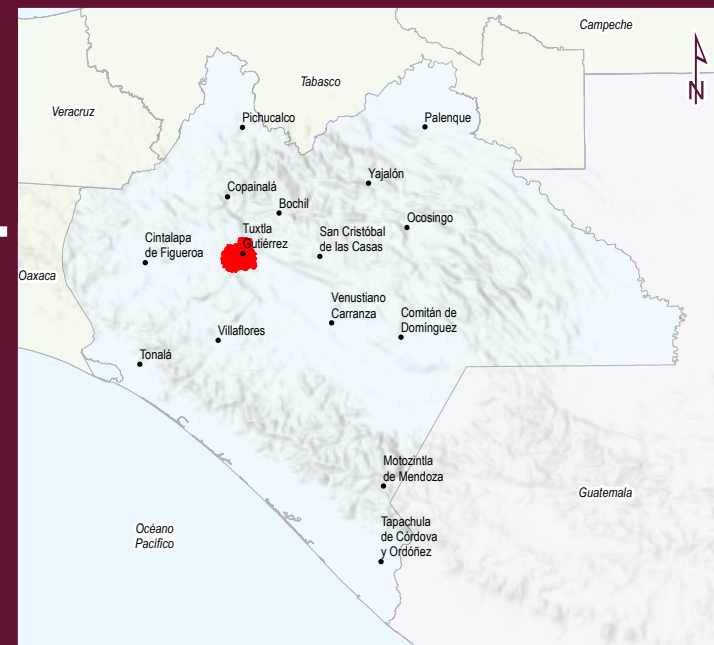 Campeche
Tabasco
Veracruz
N
Pichucalco
Palenque
Yajalón
Copainalá
Bochil
Ocosingo
Tuxtla
Gutiérrez
San Cristóbal
de las Casas
Cintalapa
de Figueroa
Oaxaca
Venustiano
Carranza
Comitán de
Domínguez
Villaflores
Tonalá
Motozintla
de Mendoza
Guatemala
Océano
Pacífico
Tapachula
de Córdova
y Ordóñez